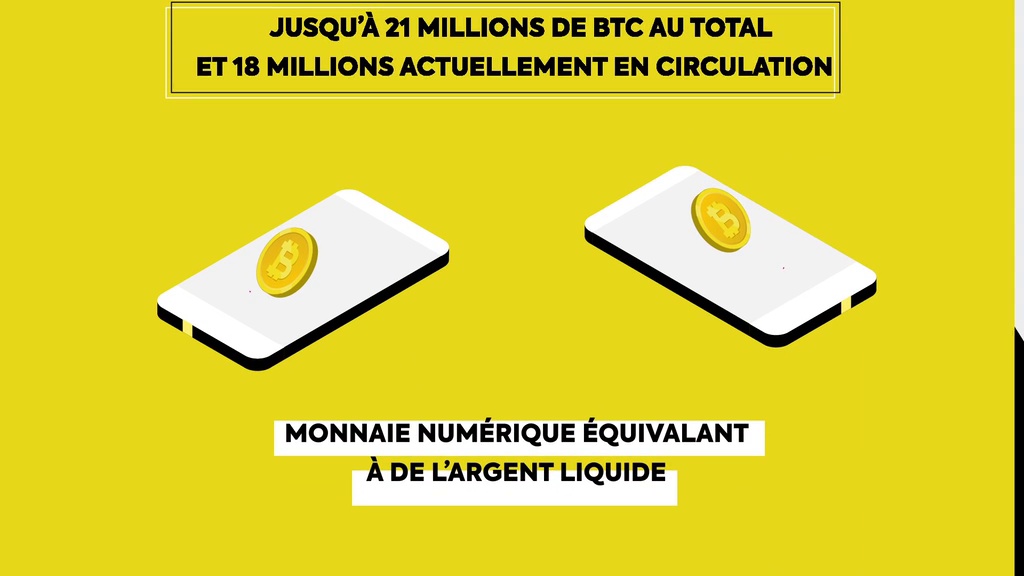 JUSQU’À 21 MILLIONS DE BTC AU TOTAL
ET 18 MILLIONS ACTUELLEMENT EN CIRCULATION
MONNAIE NUMÉRIQUE ÉQUIVALANT
À DE L’ARGENT LIQUIDE